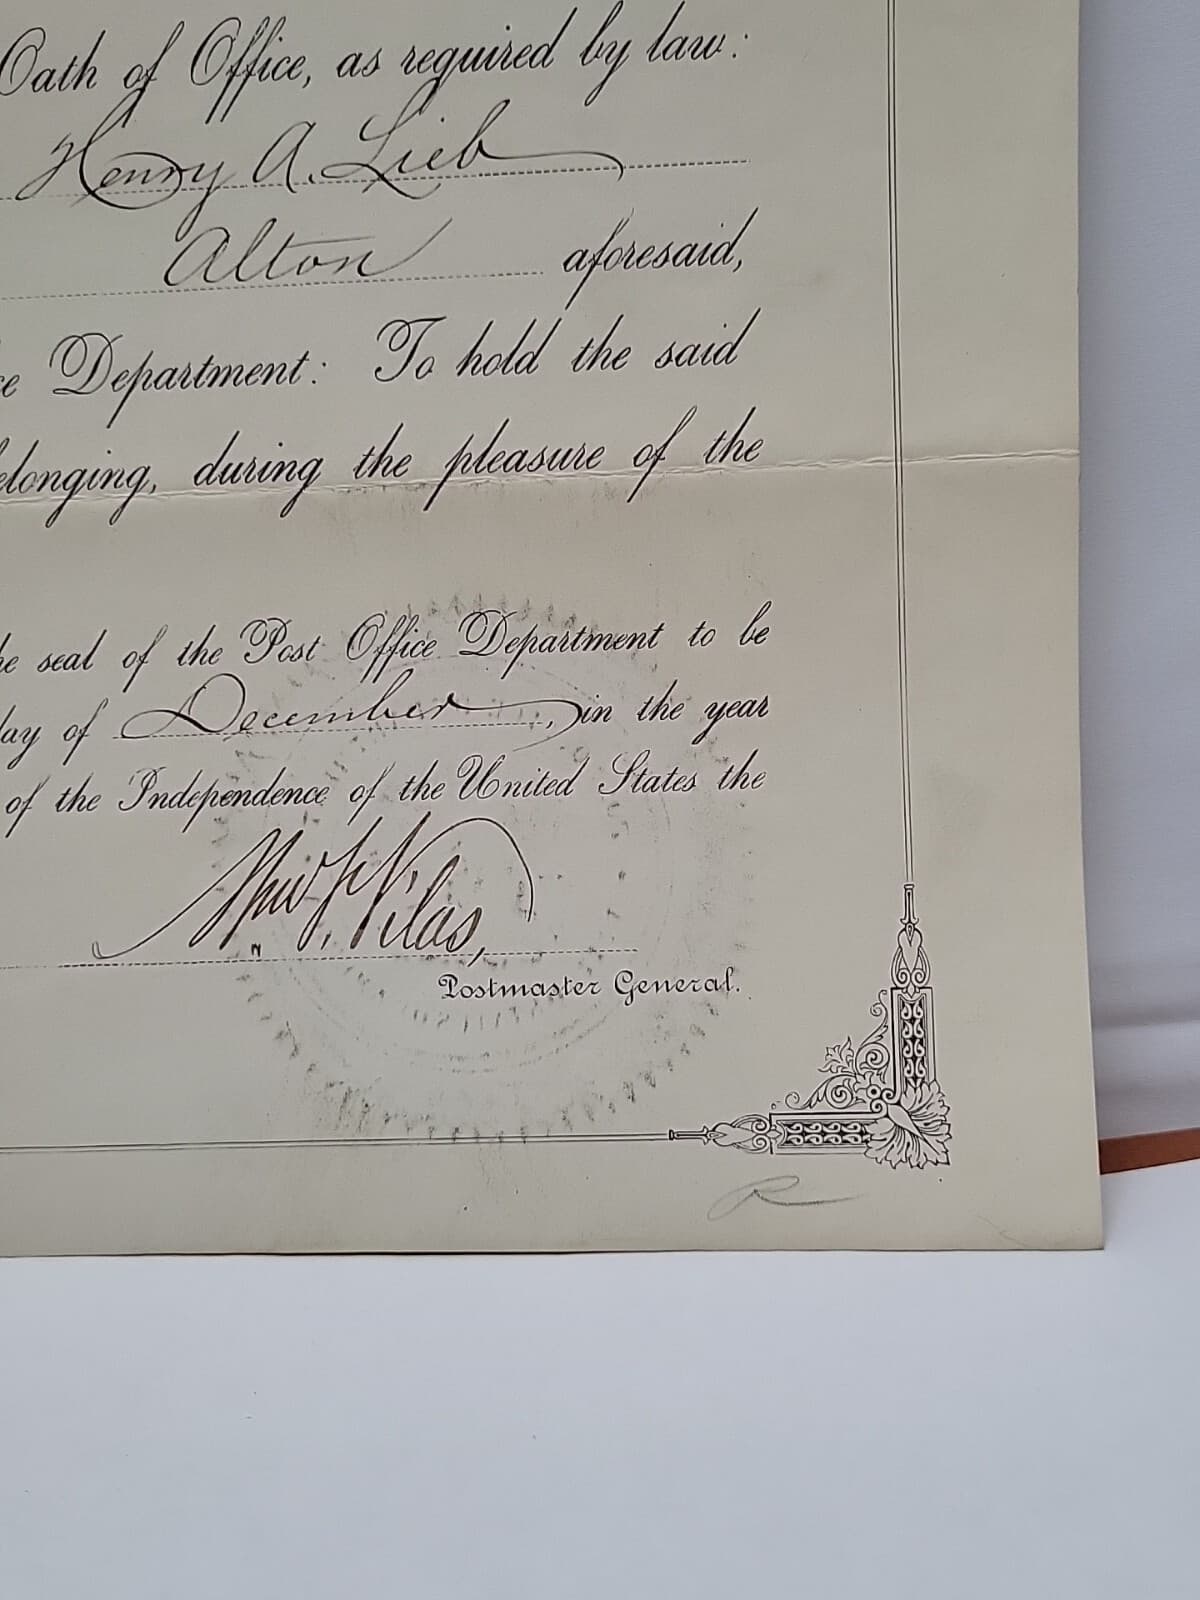 Oath of Office, as required by law:
Henry A. Lieb
Alton aforesaid,
Department: To hold the said
elonging, during the pleasure of the
seal of the Post Office Department to be
day of December, in the year
of the Independence of the United States the
Vilas,
Postmaster General.
R